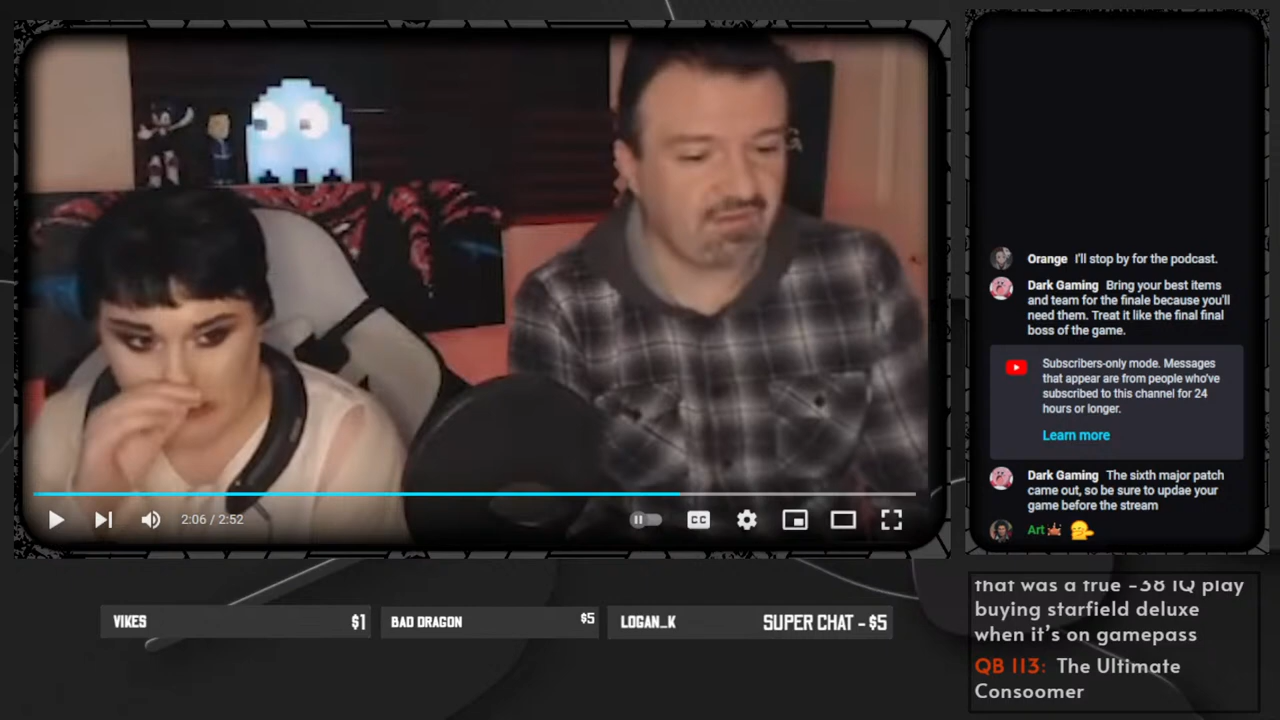 2:06 / 2:52
CC
Orange I'll stop by for the podcast.
Dark Gaming Bring your best items
and team for the finale because you'll
need them. Treat it like the final final
boss of the game.
Subscribers-only mode. Messages
that appear are from people who've
subscribed to this channel for 24
hours or longer.
Learn more
Dark Gaming The sixth major patch
came out, so be sure to updae your
game before the stream
Art
VIKES $1
BAD DRAGON $5
LOGAN_K SUPER CHAT - $5
that was a true -38 IQ play
buying starfield deluxe
when it's on gamepass
QB 113: The Ultimate
Consoomer